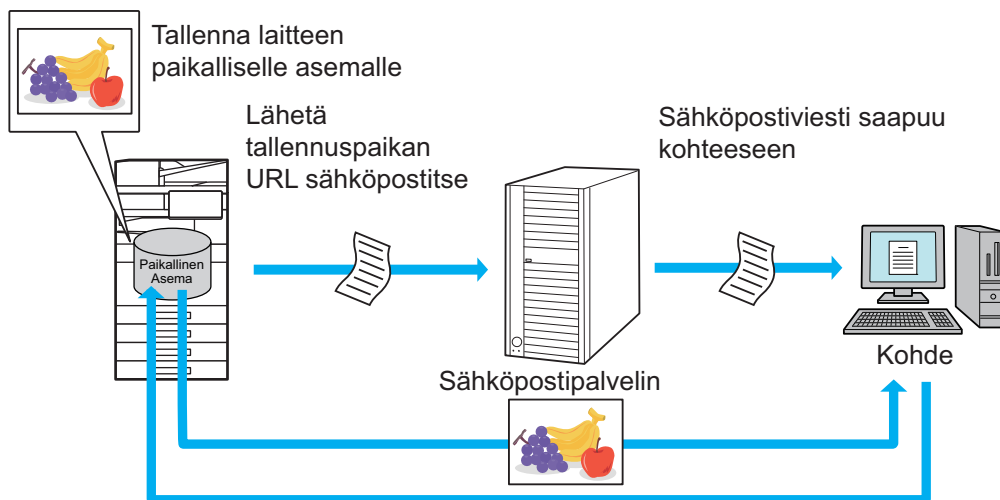 Tallenna laitteen
paikalliselle asemalle
Lähetä
tallennuspaikan
URL sähköpostitse
Sähköpostiviesti saapuu
kohteeseen
Paikallinen
Asema
Kohde
Sähköpostipalvelin